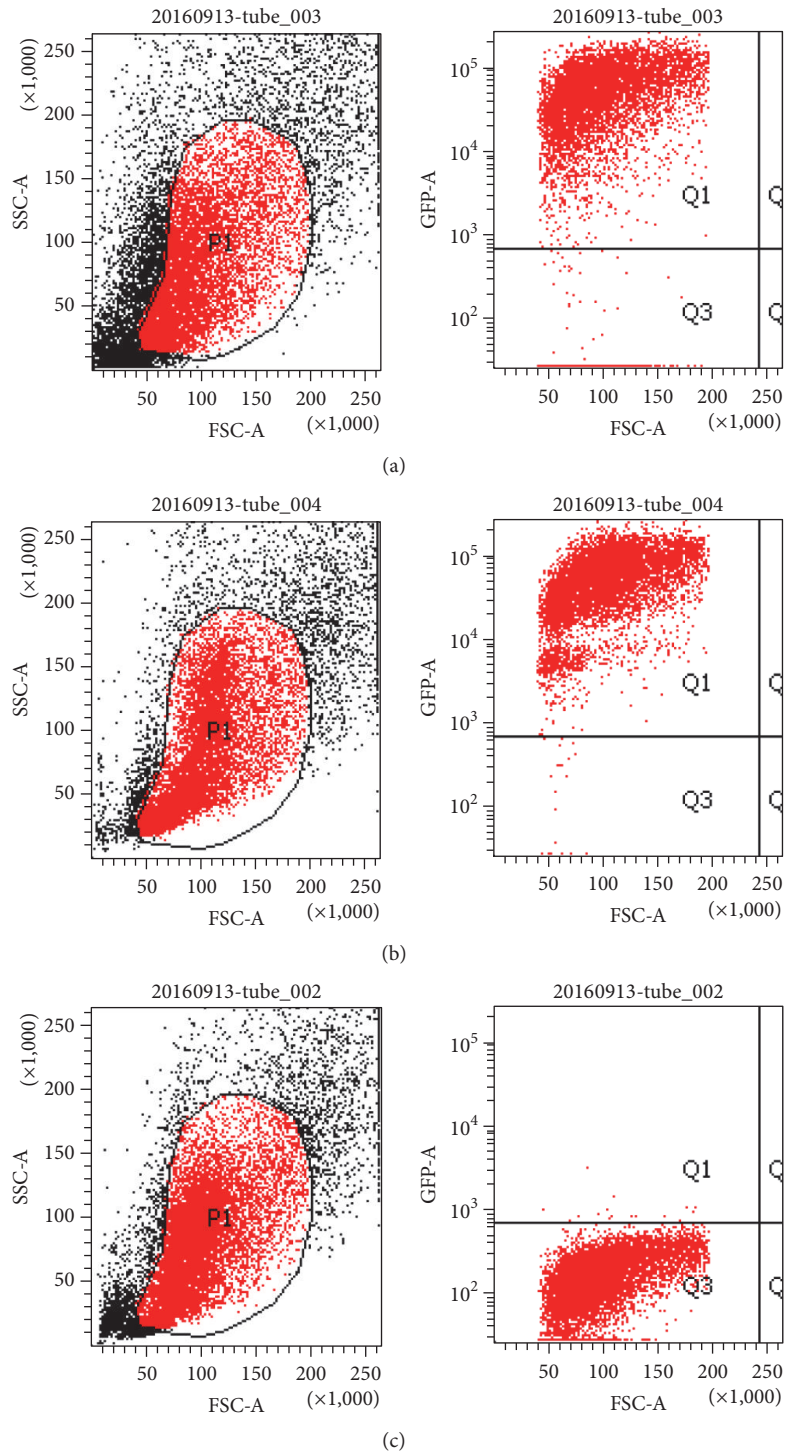 20160913-tube_003
20160913-tube_003
(×1,000)
SSC-A
250
200
150
100
50
P1
50 100 150 200 250
FSC-A (×1,000)
GFP-A
10^5
10^4
10^3
10^2
Q1
Q
Q3
Q
50 100 150 200 250
FSC-A (×1,000)
(a)
20160913-tube_004
20160913-tube_004
(×1,000)
SSC-A
250
200
150
100
50
P1
50 100 150 200 250
FSC-A (×1,000)
GFP-A
10^5
10^4
10^3
10^2
Q1
Q
Q3
Q
50 100 150 200 250
FSC-A (×1,000)
(b)
20160913-tube_002
20160913-tube_002
(×1,000)
SSC-A
250
200
150
100
50
P1
50 100 150 200 250
FSC-A (×1,000)
GFP-A
10^5
10^4
10^3
10^2
Q1
Q
Q3
Q
50 100 150 200 250
FSC-A (×1,000)
(c)